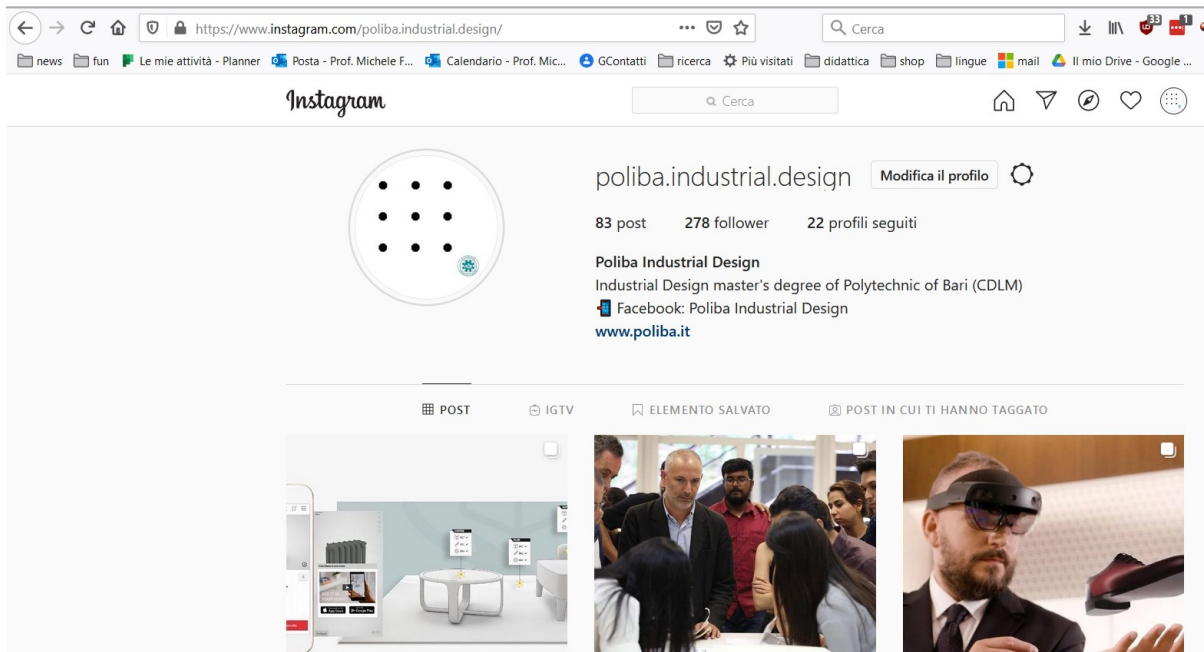 https://www.instagram.com/poliba.industrial.design/
Cerca
33
1
news fun Le mie attività - Planner Posta - Prof. Michele F... Calendario - Prof. Mic... GContatti ricerca Più visitati didattica shop lingue mail Il mio Drive - Google ...
Instagram
Cerca
poliba.industrial.design Modifica il profilo
83 post 278 follower 22 profili seguiti
Poliba Industrial Design
Industrial Design master's degree of Polytechnic of Bari (CDLM)
Facebook: Poliba Industrial Design
www.poliba.it
POST IGTV ELEMENTO SALVATO POST IN CUI TI HANNO TAGGATO
App Store Google Play